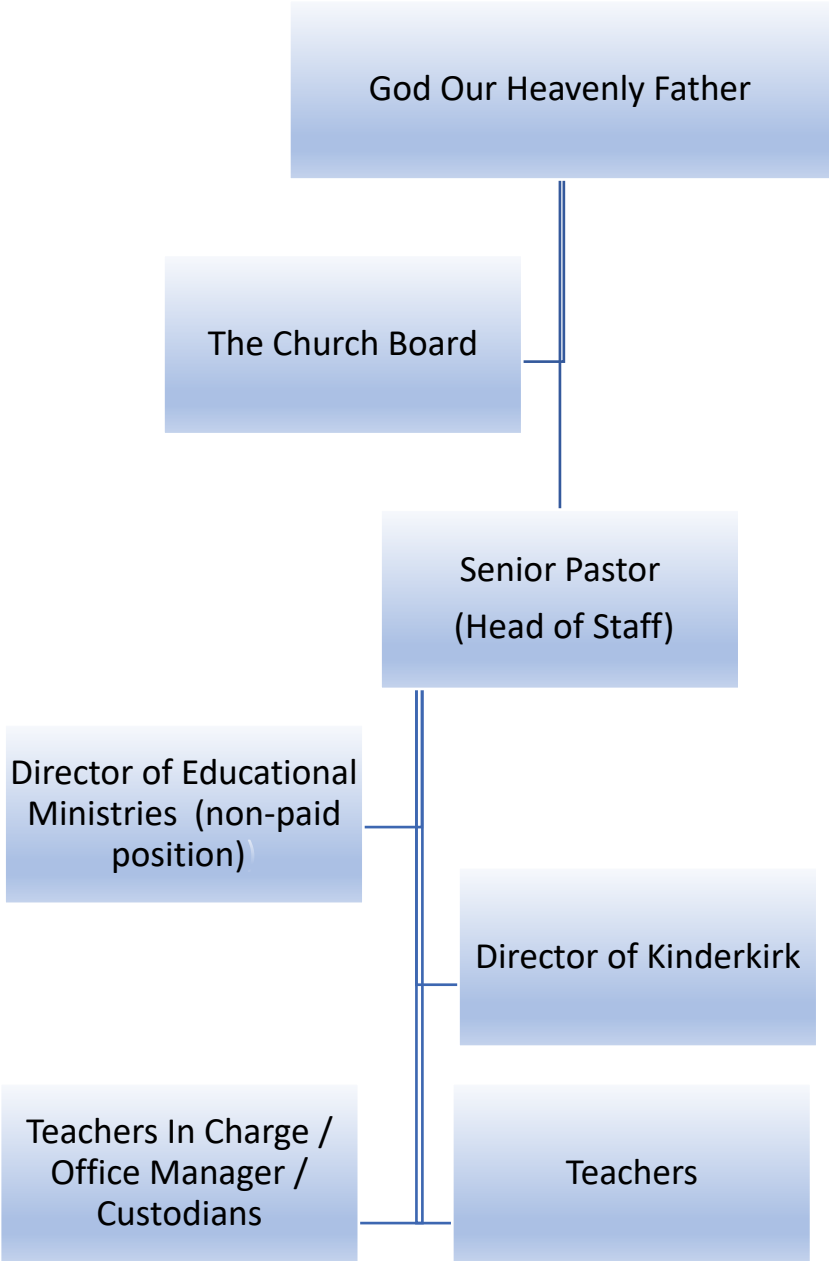 God Our Heavenly Father
The Church Board
Senior Pastor
(Head of Staff)
Director of Educational
Ministries  (non-paid
position))
Director of Kinderkirk
Teachers In Charge /
Office Manager /
Custodians
Teachers